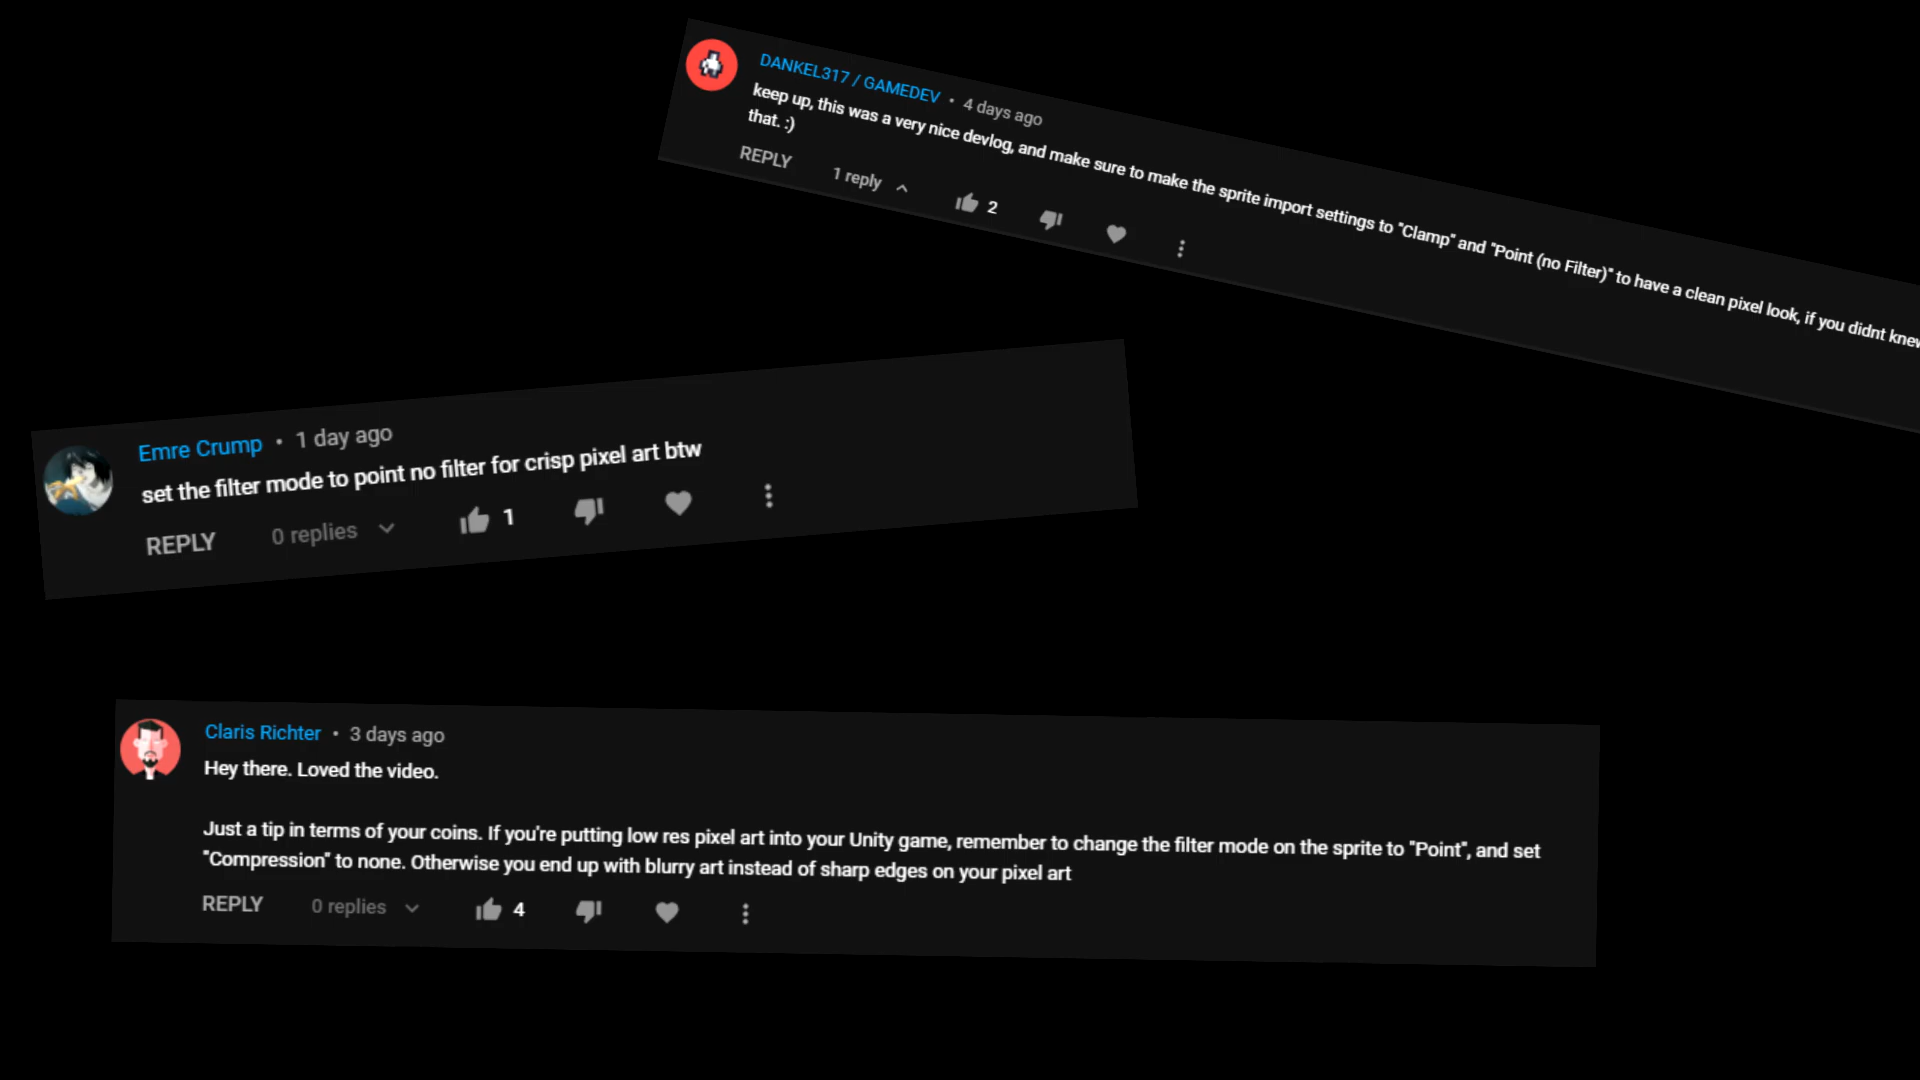 DANKEL317 / GAMEDEV • 4 days ago
keep up, this was a very nice devlog, and make sure to make the sprite import settings to "Clamp" and "Point (no Filter)" to have a clean pixel look, if you didnt knew
that. :)
REPLY 1 reply 2
Emre Crump • 1 day ago
set the filter mode to point no filter for crisp pixel art btw
REPLY 0 replies 1
Claris Richter • 3 days ago
Hey there. Loved the video.
Just a tip in terms of your coins. If you're putting low res pixel art into your Unity game, remember to change the filter mode on the sprite to "Point", and set
"Compression" to none. Otherwise you end up with blurry art instead of sharp edges on your pixel art
REPLY 0 replies 4